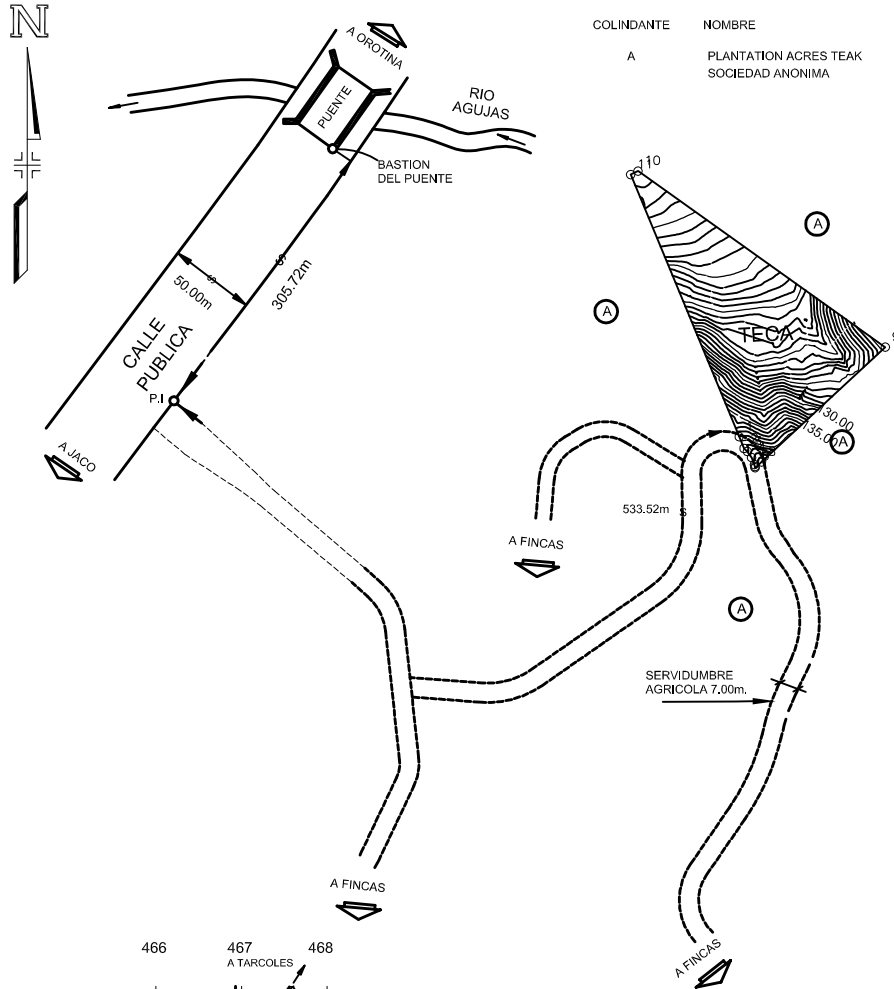 N
A OROTINA
COLINDANTE NOMBRE
A PLANTATION ACRES TEAK
SOCIEDAD ANONIMA
PUENTE
RIO
AGUJAS
BASTION
DEL PUENTE
110
A
50.00m
305.72m
A
CALLE
PUBLICA
TECA
9
P.I
130.00
135.00
A
A JACO
533.52m
A FINCAS
A
SERVIDUMBRE
AGRICOLA 7.00m.
A FINCAS
A FINCAS
466 467 468
A TARCOLES